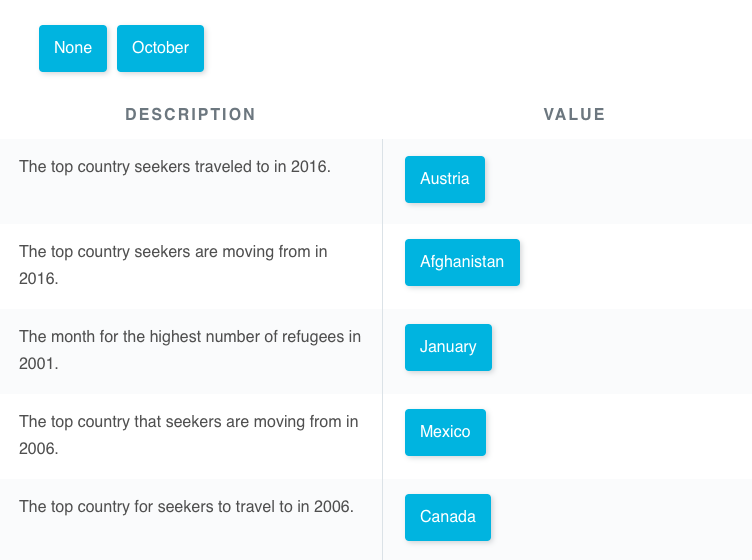 None October
DESCRIPTION VALUE
The top country seekers traveled to in 2016. Austria
The top country seekers are moving from in
2016. Afghanistan
The month for the highest number of refugees in
2001. January
The top country that seekers are moving from in
2006. Mexico
The top country for seekers to travel to in 2006. Canada